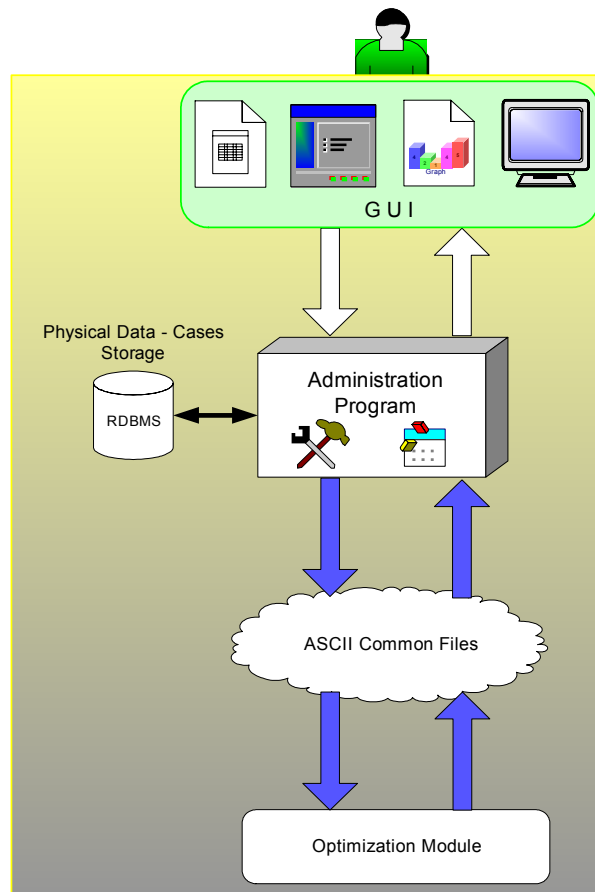 Graph
G U I
Physical Data - Cases
Storage
RDBMS
Administration
Program
ASCII Common Files
Optimization Module